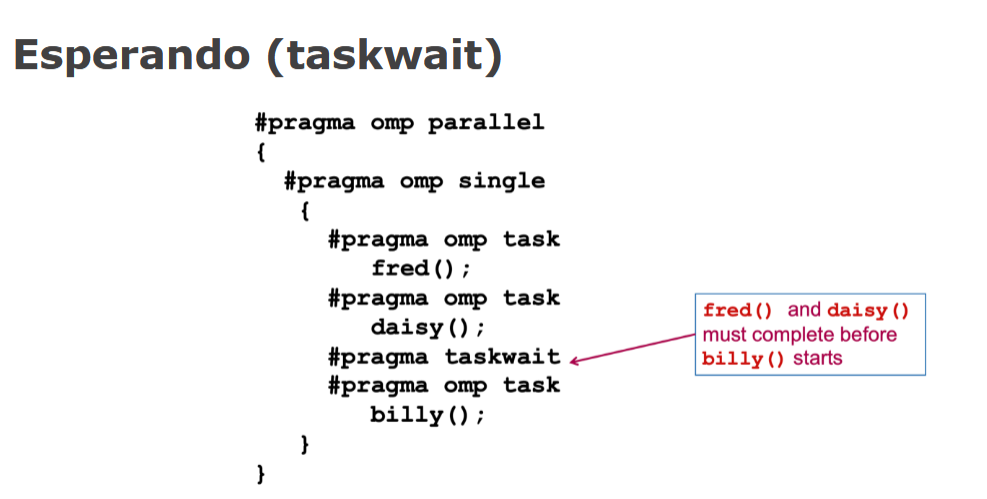 Esperando (taskwait)
#pragma omp parallel
{
#pragma omp single
{
#pragma omp task
fred();
#pragma omp task
daisy();
#pragma taskwait
#pragma omp task
billy();
}
}
fred() and daisy()
must complete before
billy() starts